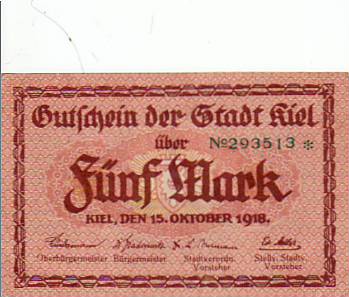 Gutschein der Stadt Kiel
über №293513 *
Fünf Mark
KIEL, DEN 15. OKTOBER 1918.
Oberbürgermeister Bürgermeister Stadtverordn. Vorsteher Stellv. Stadtv. Vorsteher